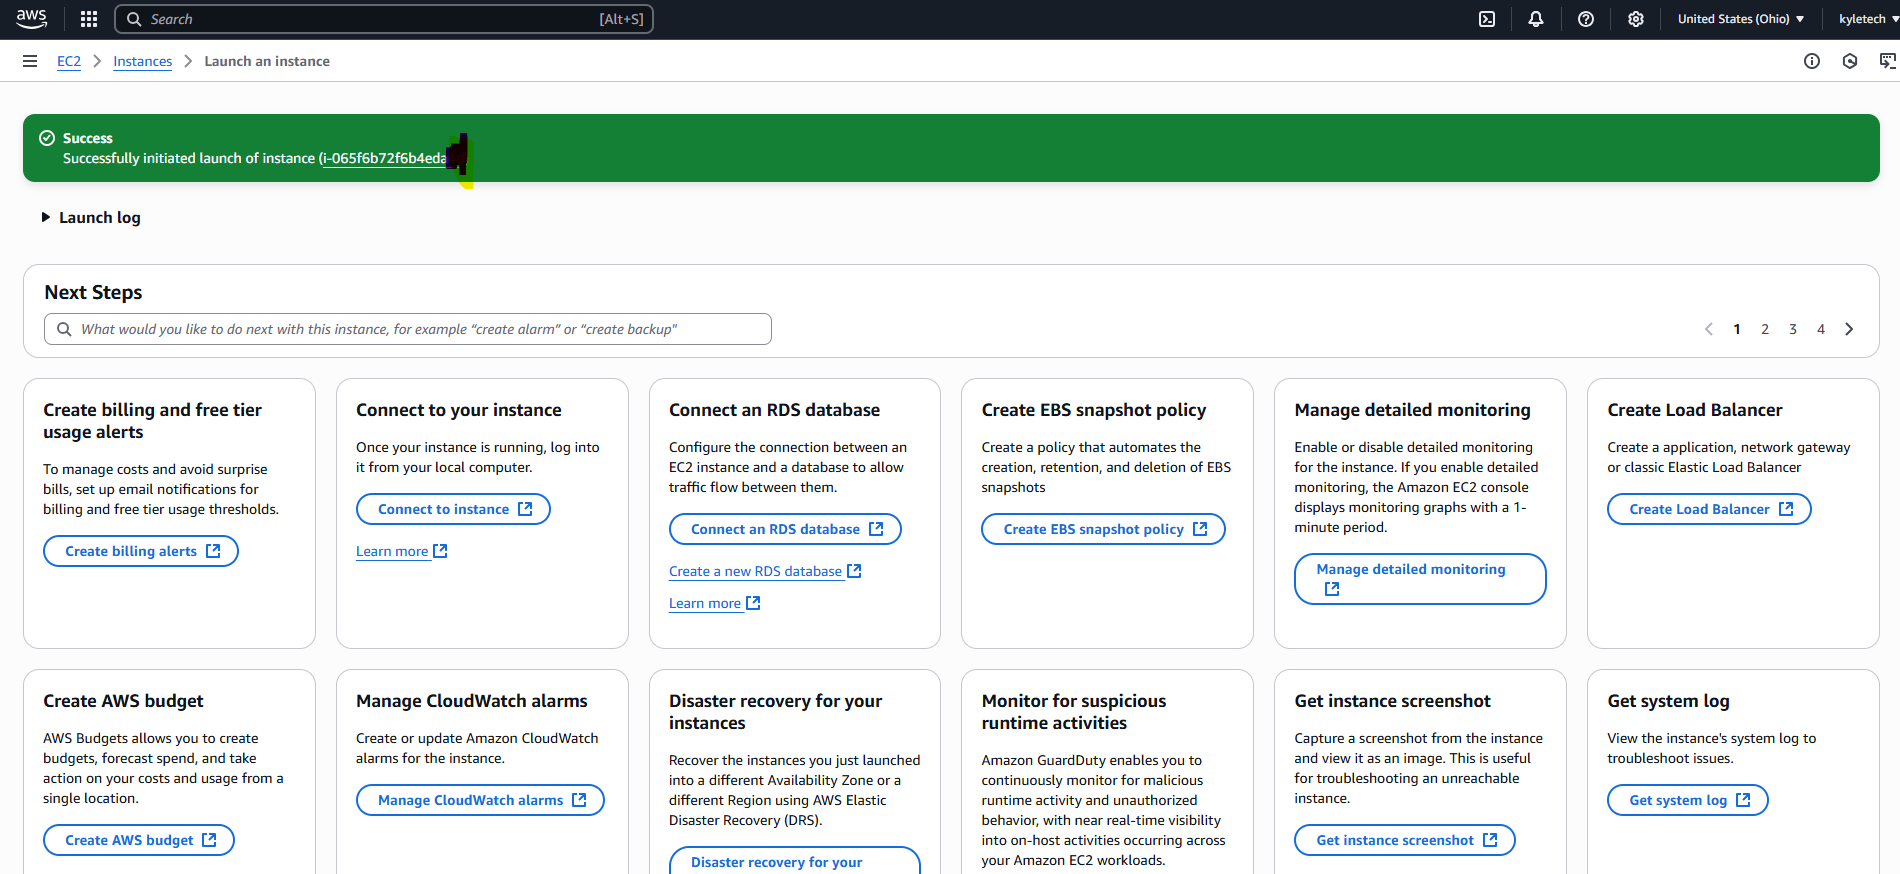 aws
Search [Alt+S]
United States (Ohio)
kyletech
EC2 Instances Launch an instance
Success
Successfully initiated launch of instance (i-065f6b72f6b4eda
Launch log
Next Steps
What would you like to do next with this instance, for example “create alarm” or “create backup"
1 2 3 4
Create billing and free tier
usage alerts
To manage costs and avoid surprise
bills, set up email notifications for
billing and free tier usage thresholds.
Create billing alerts
Connect to your instance
Once your instance is running, log into
it from your local computer.
Connect to instance
Learn more
Connect an RDS database
Configure the connection between an
EC2 instance and a database to allow
traffic flow between them.
Connect an RDS database
Create a new RDS database
Learn more
Create EBS snapshot policy
Create a policy that automates the
creation, retention, and deletion of EBS
snapshots
Create EBS snapshot policy
Manage detailed monitoring
Enable or disable detailed monitoring
for the instance. If you enable detailed
monitoring, the Amazon EC2 console
displays monitoring graphs with a 1-
minute period.
Manage detailed monitoring
Create Load Balancer
Create a application, network gateway
or classic Elastic Load Balancer
Create Load Balancer
Create AWS budget
AWS Budgets allows you to create
budgets, forecast spend, and take
action on your costs and usage from a
single location.
Create AWS budget
Manage CloudWatch alarms
Create or update Amazon CloudWatch
alarms for the instance.
Manage CloudWatch alarms
Disaster recovery for your
instances
Recover the instances you just launched
into a different Availability Zone or a
different Region using AWS Elastic
Disaster Recovery (DRS).
Disaster recovery for your
Monitor for suspicious
runtime activities
Amazon GuardDuty enables you to
continuously monitor for malicious
runtime activity and unauthorized
behavior, with near real-time visibility
into on-host activities occurring across
your Amazon EC2 workloads.
Get instance screenshot
Capture a screenshot from the instance
and view it as an image. This is useful
for troubleshooting an unreachable
instance.
Get instance screenshot
Get system log
View the instance's system log to
troubleshoot issues.
Get system log